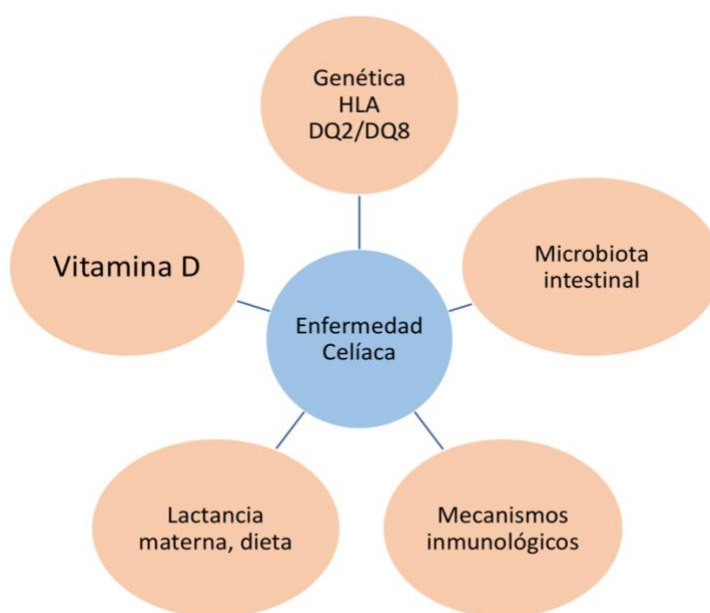 Genética
HLA
DQ2/DQ8
Vitamina D
Microbiota
intestinal
Enfermedad
Celíaca
Lactancia
materna, dieta
Mecanismos
inmunológicos